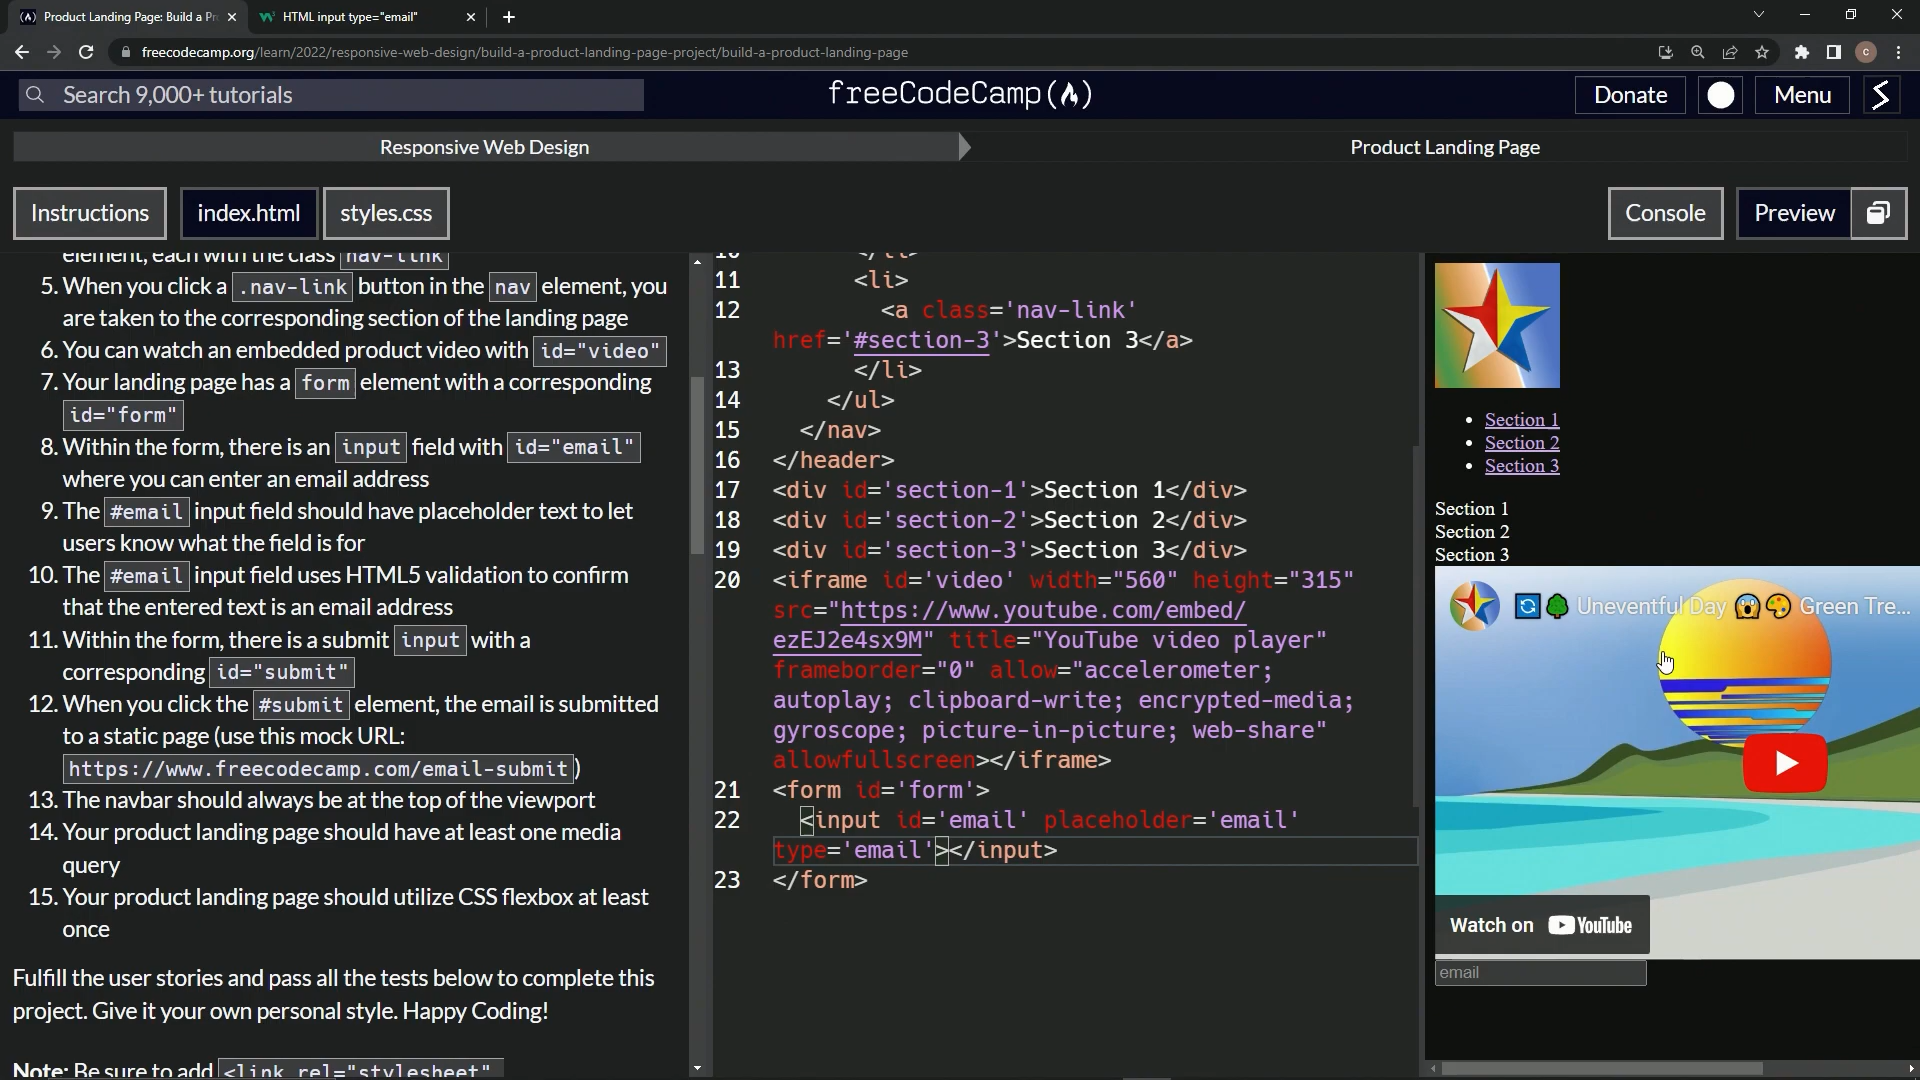 Product Landing Page: Build a Pr
HTML input type="email"
freecodecamp.org/learn/2022/responsive-web-design/build-a-product-landing-page-project/build-a-product-landing-page
C
Search 9,000+ tutorials
freeCodeCamp
Donate
Menu
Responsive Web Design
Product Landing Page
Instructions
index.html
styles.css
Console
Preview
element, each with the class nav-link
5. When you click a .nav-link button in the nav element, you
are taken to the corresponding section of the landing page
6. You can watch an embedded product video with id="video"
7. Your landing page has a form element with a corresponding
id="form"
8. Within the form, there is an input field with id="email"
where you can enter an email address
9. The #email input field should have placeholder text to let
users know what the field is for
10. The #email input field uses HTML5 validation to confirm
that the entered text is an email address
11. Within the form, there is a submit input with a
corresponding id="submit"
12. When you click the #submit element, the email is submitted
to a static page (use this mock URL:
https://www.freecodecamp.com/email-submit)
13. The navbar should always be at the top of the viewport
14. Your product landing page should have at least one media
query
15. Your product landing page should utilize CSS flexbox at least
once
Fulfill the user stories and pass all the tests below to complete this
project. Give it your own personal style. Happy Coding!
Note: Be sure to add <link rel="stylesheet"
10 </li>
11 <li>
12 <a class='nav-link'
href='#section-3'>Section 3</a>
13 </li>
14 </ul>
15 </nav>
16 </header>
17 <div id='section-1'>Section 1</div>
18 <div id='section-2'>Section 2</div>
19 <div id='section-3'>Section 3</div>
20 <iframe id='video' width="560" height="315"
src="https://www.youtube.com/embed/
ezEJ2e4sx9M" title="YouTube video player"
frameborder="0" allow="accelerometer;
autoplay; clipboard-write; encrypted-media;
gyroscope; picture-in-picture; web-share"
allowfullscreen></iframe>
21 <form id='form'>
22 <input id='email' placeholder='email'
type='email'></input>
23 </form>
Section 1
Section 2
Section 3
Section 1
Section 2
Section 3
🔄🌳 Uneventful Day 😱🎨 Green Tre...
Watch on YouTube
email